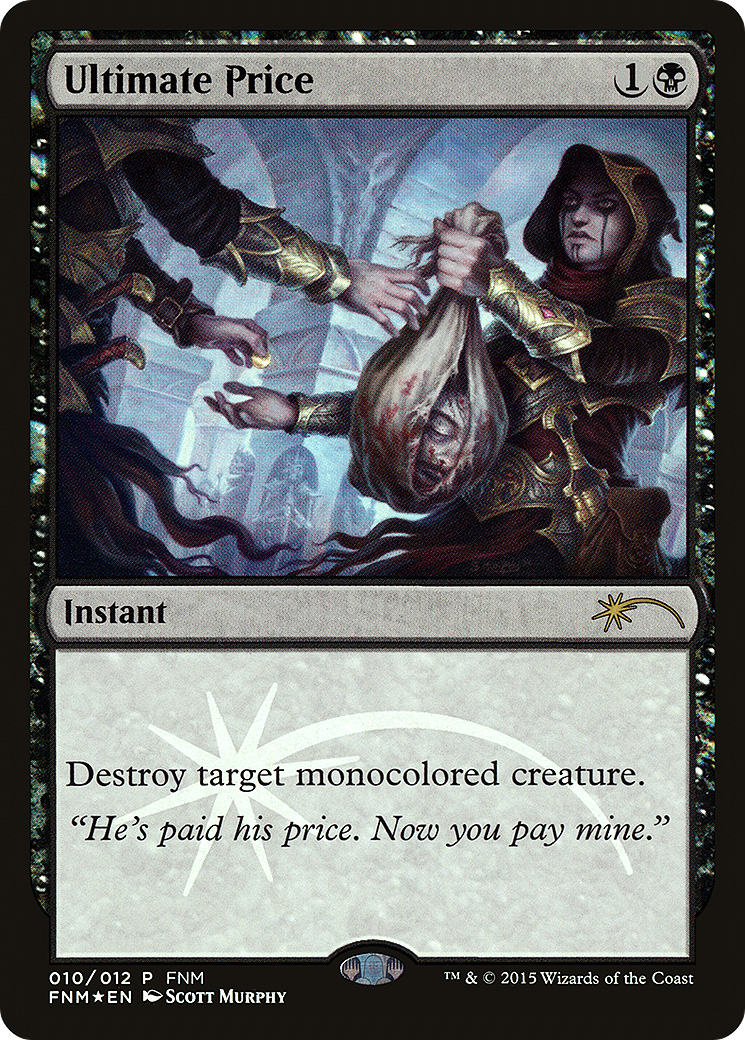 Ultimate Price 1
Instant
Destroy target monocolored creature.
“He’s paid his price. Now you pay mine.”
010/012 P FNM
FNM★EN Scott Murphy
™ & © 2015 Wizards of the Coast